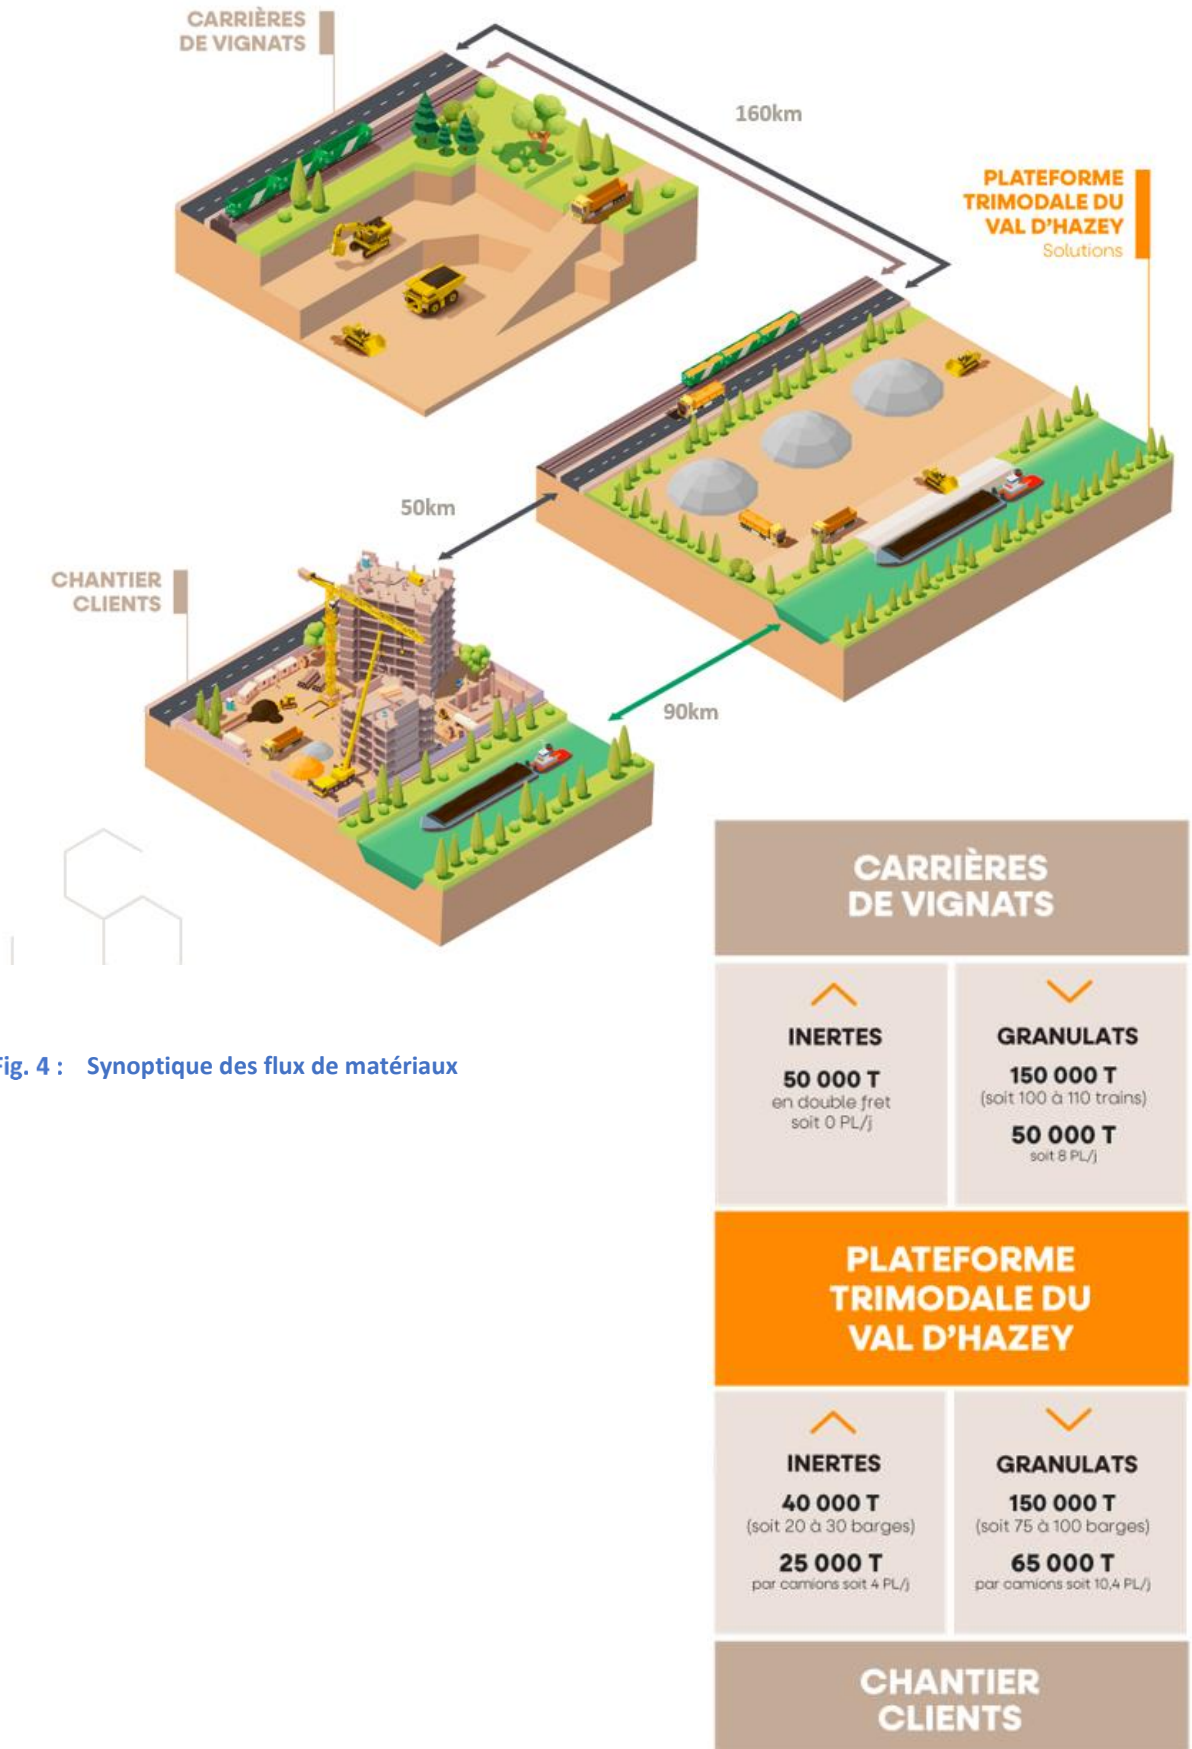 CARRIÈRES
DE VIGNATS
160km
PLATEFORME
TRIMODALE DU
VAL D'HAZEY
Solutions
50km
CHANTIER
CLIENTS
90km
Fig. 4 : Synoptique des flux de matériaux
CARRIÈRES
DE VIGNATS
INERTES
50 000 T
en double fret
soit 0 PL/j
GRANULATS
150 000 T
(soit 100 à 110 trains)
50 000 T
soit 8 PL/j
PLATEFORME
TRIMODALE DU
VAL D'HAZEY
INERTES
40 000 T
(soit 20 à 30 barges)
25 000 T
par camions soit 4 PL/j
GRANULATS
150 000 T
(soit 75 à 100 barges)
65 000 T
par camions soit 10,4 PL/j
CHANTIER
CLIENTS